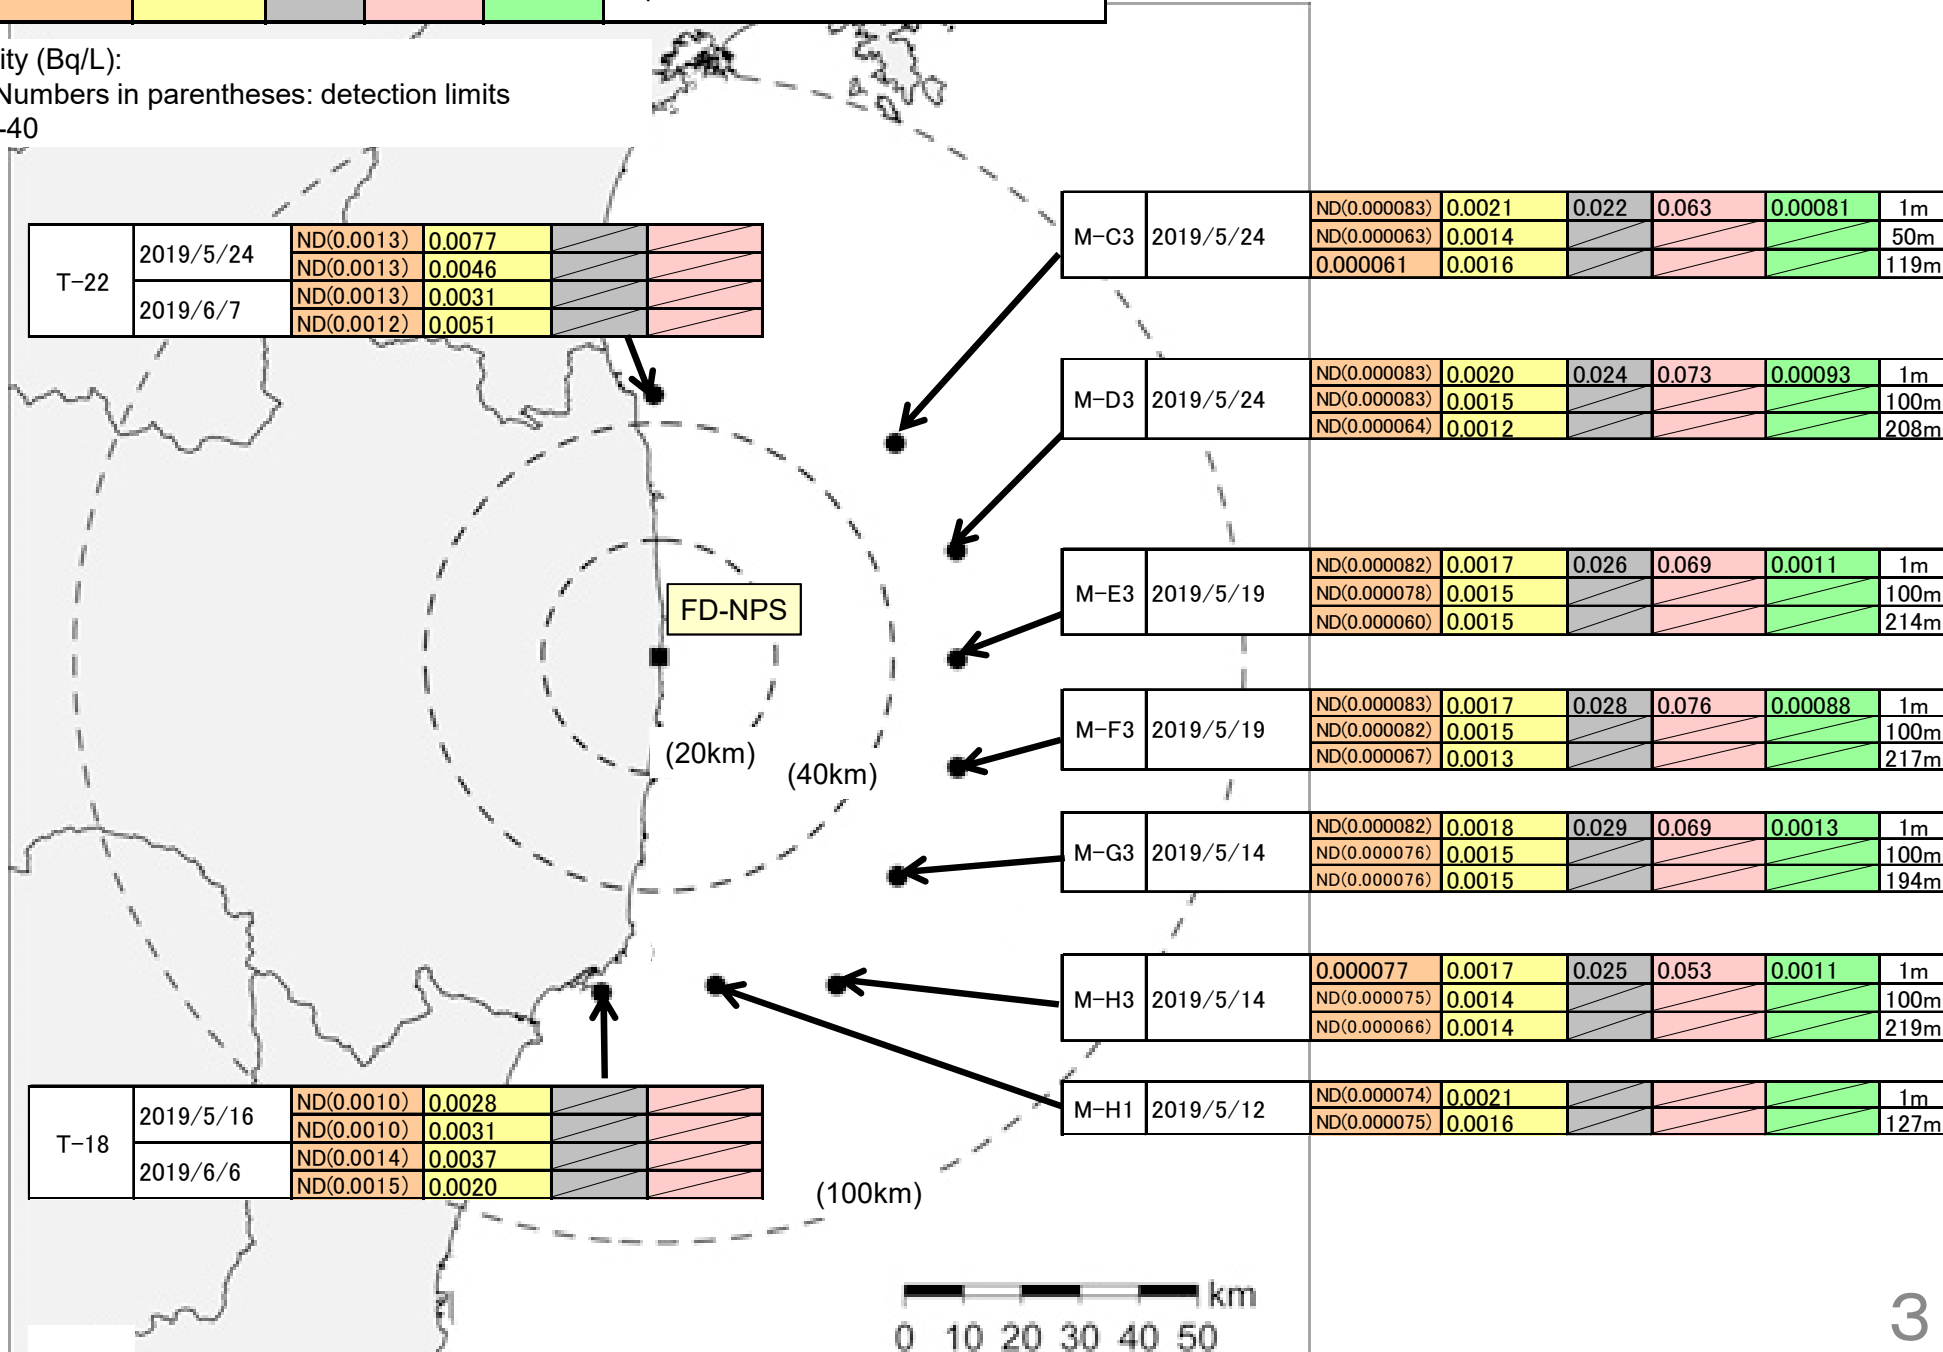 ity (Bq/L):
Numbers in parentheses: detection limits
-40
T-22
2019/5/24
ND(0.0013) 0.0077
ND(0.0013) 0.0046
2019/6/7
ND(0.0013) 0.0031
ND(0.0012) 0.0051
M-C3 2019/5/24
ND(0.000083) 0.0021 0.022 0.063 0.00081 1m
ND(0.000063) 0.0014 50m
0.000061 0.0016 119m
M-D3 2019/5/24
ND(0.000083) 0.0020 0.024 0.073 0.00093 1m
ND(0.000083) 0.0015 100m
ND(0.000064) 0.0012 208m
M-E3 2019/5/19
ND(0.000082) 0.0017 0.026 0.069 0.0011 1m
ND(0.000078) 0.0015 100m
ND(0.000060) 0.0015 214m
FD-NPS
M-F3 2019/5/19
ND(0.000083) 0.0017 0.028 0.076 0.00088 1m
ND(0.000082) 0.0015 100m
ND(0.000067) 0.0013 217m
(20km)
(40km)
M-G3 2019/5/14
ND(0.000082) 0.0018 0.029 0.069 0.0013 1m
ND(0.000076) 0.0015 100m
ND(0.000076) 0.0015 194m
M-H3 2019/5/14
0.000077 0.0017 0.025 0.053 0.0011 1m
ND(0.000075) 0.0014 100m
ND(0.000066) 0.0014 219m
M-H1 2019/5/12
ND(0.000074) 0.0021 1m
ND(0.000075) 0.0016 127m
T-18
2019/5/16
ND(0.0010) 0.0028
ND(0.0010) 0.0031
2019/6/6
ND(0.0014) 0.0037
ND(0.0015) 0.0020
(100km)
km
0 10 20 30 40 50
3